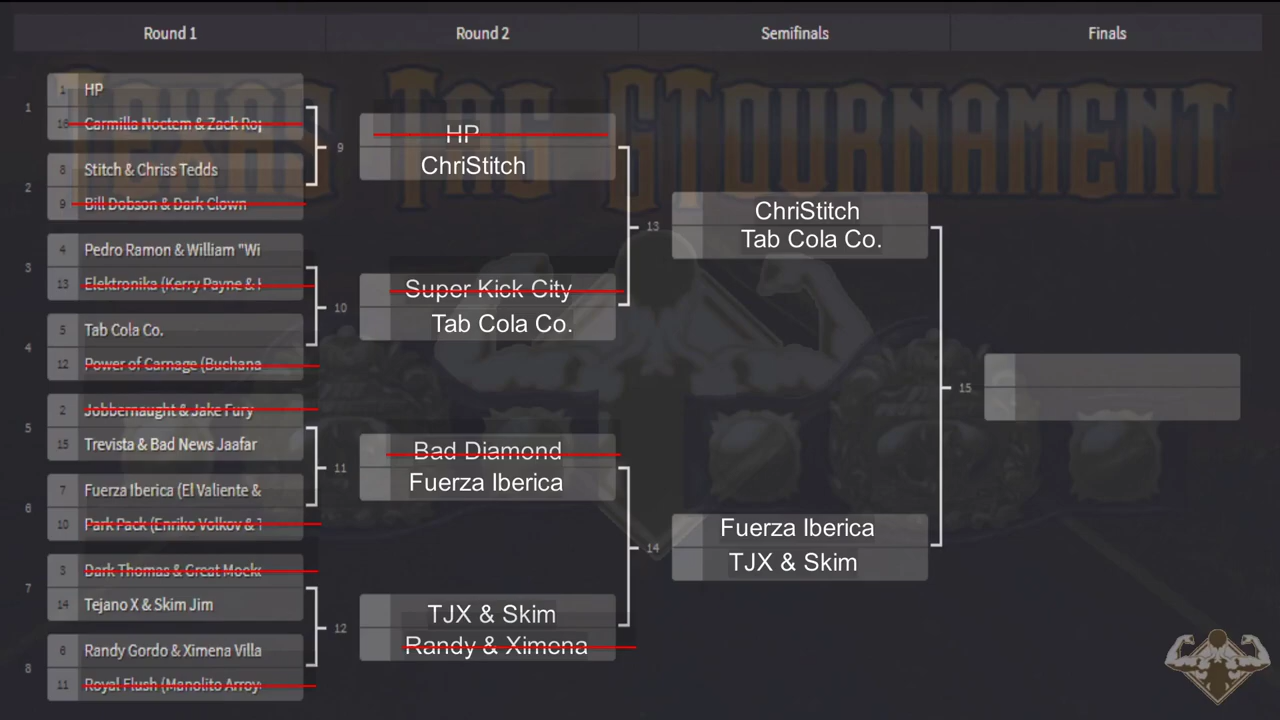 Round 1
Round 2
Semifinals
Finals
Texas Tag GTournament
1
1 HP
16 Carmilla Noctem & Zack Ro
2
8 Stitch & Chriss Tedds
9 Bill Dobson & Dark Clown
3
4 Pedro Ramon & William "Wi
13 Elektronika (Kerry Payne &
4
5 Tab Cola Co.
12 Power of Carnage (Buchana
5
2 Jobbernaught & Jake Fury
15 Trevista & Bad News Jaafar
6
7 Fuerza Iberica (El Valiente &
10 Park Pack (Enriko Volkov &
7
3 Dark Thomas & Great Mock
14 Tejano X & Skim Jim
8
6 Randy Gordo & Ximena Villa
11 Royal Flush (Manolito Arroy
9
HP
ChriStitch
10
Super Kick City
Tab Cola Co.
11
Bad Diamond
Fuerza Iberica
12
TJX & Skim
Randy & Ximena
13
ChriStitch
Tab Cola Co.
14
Fuerza Iberica
TJX & Skim
15